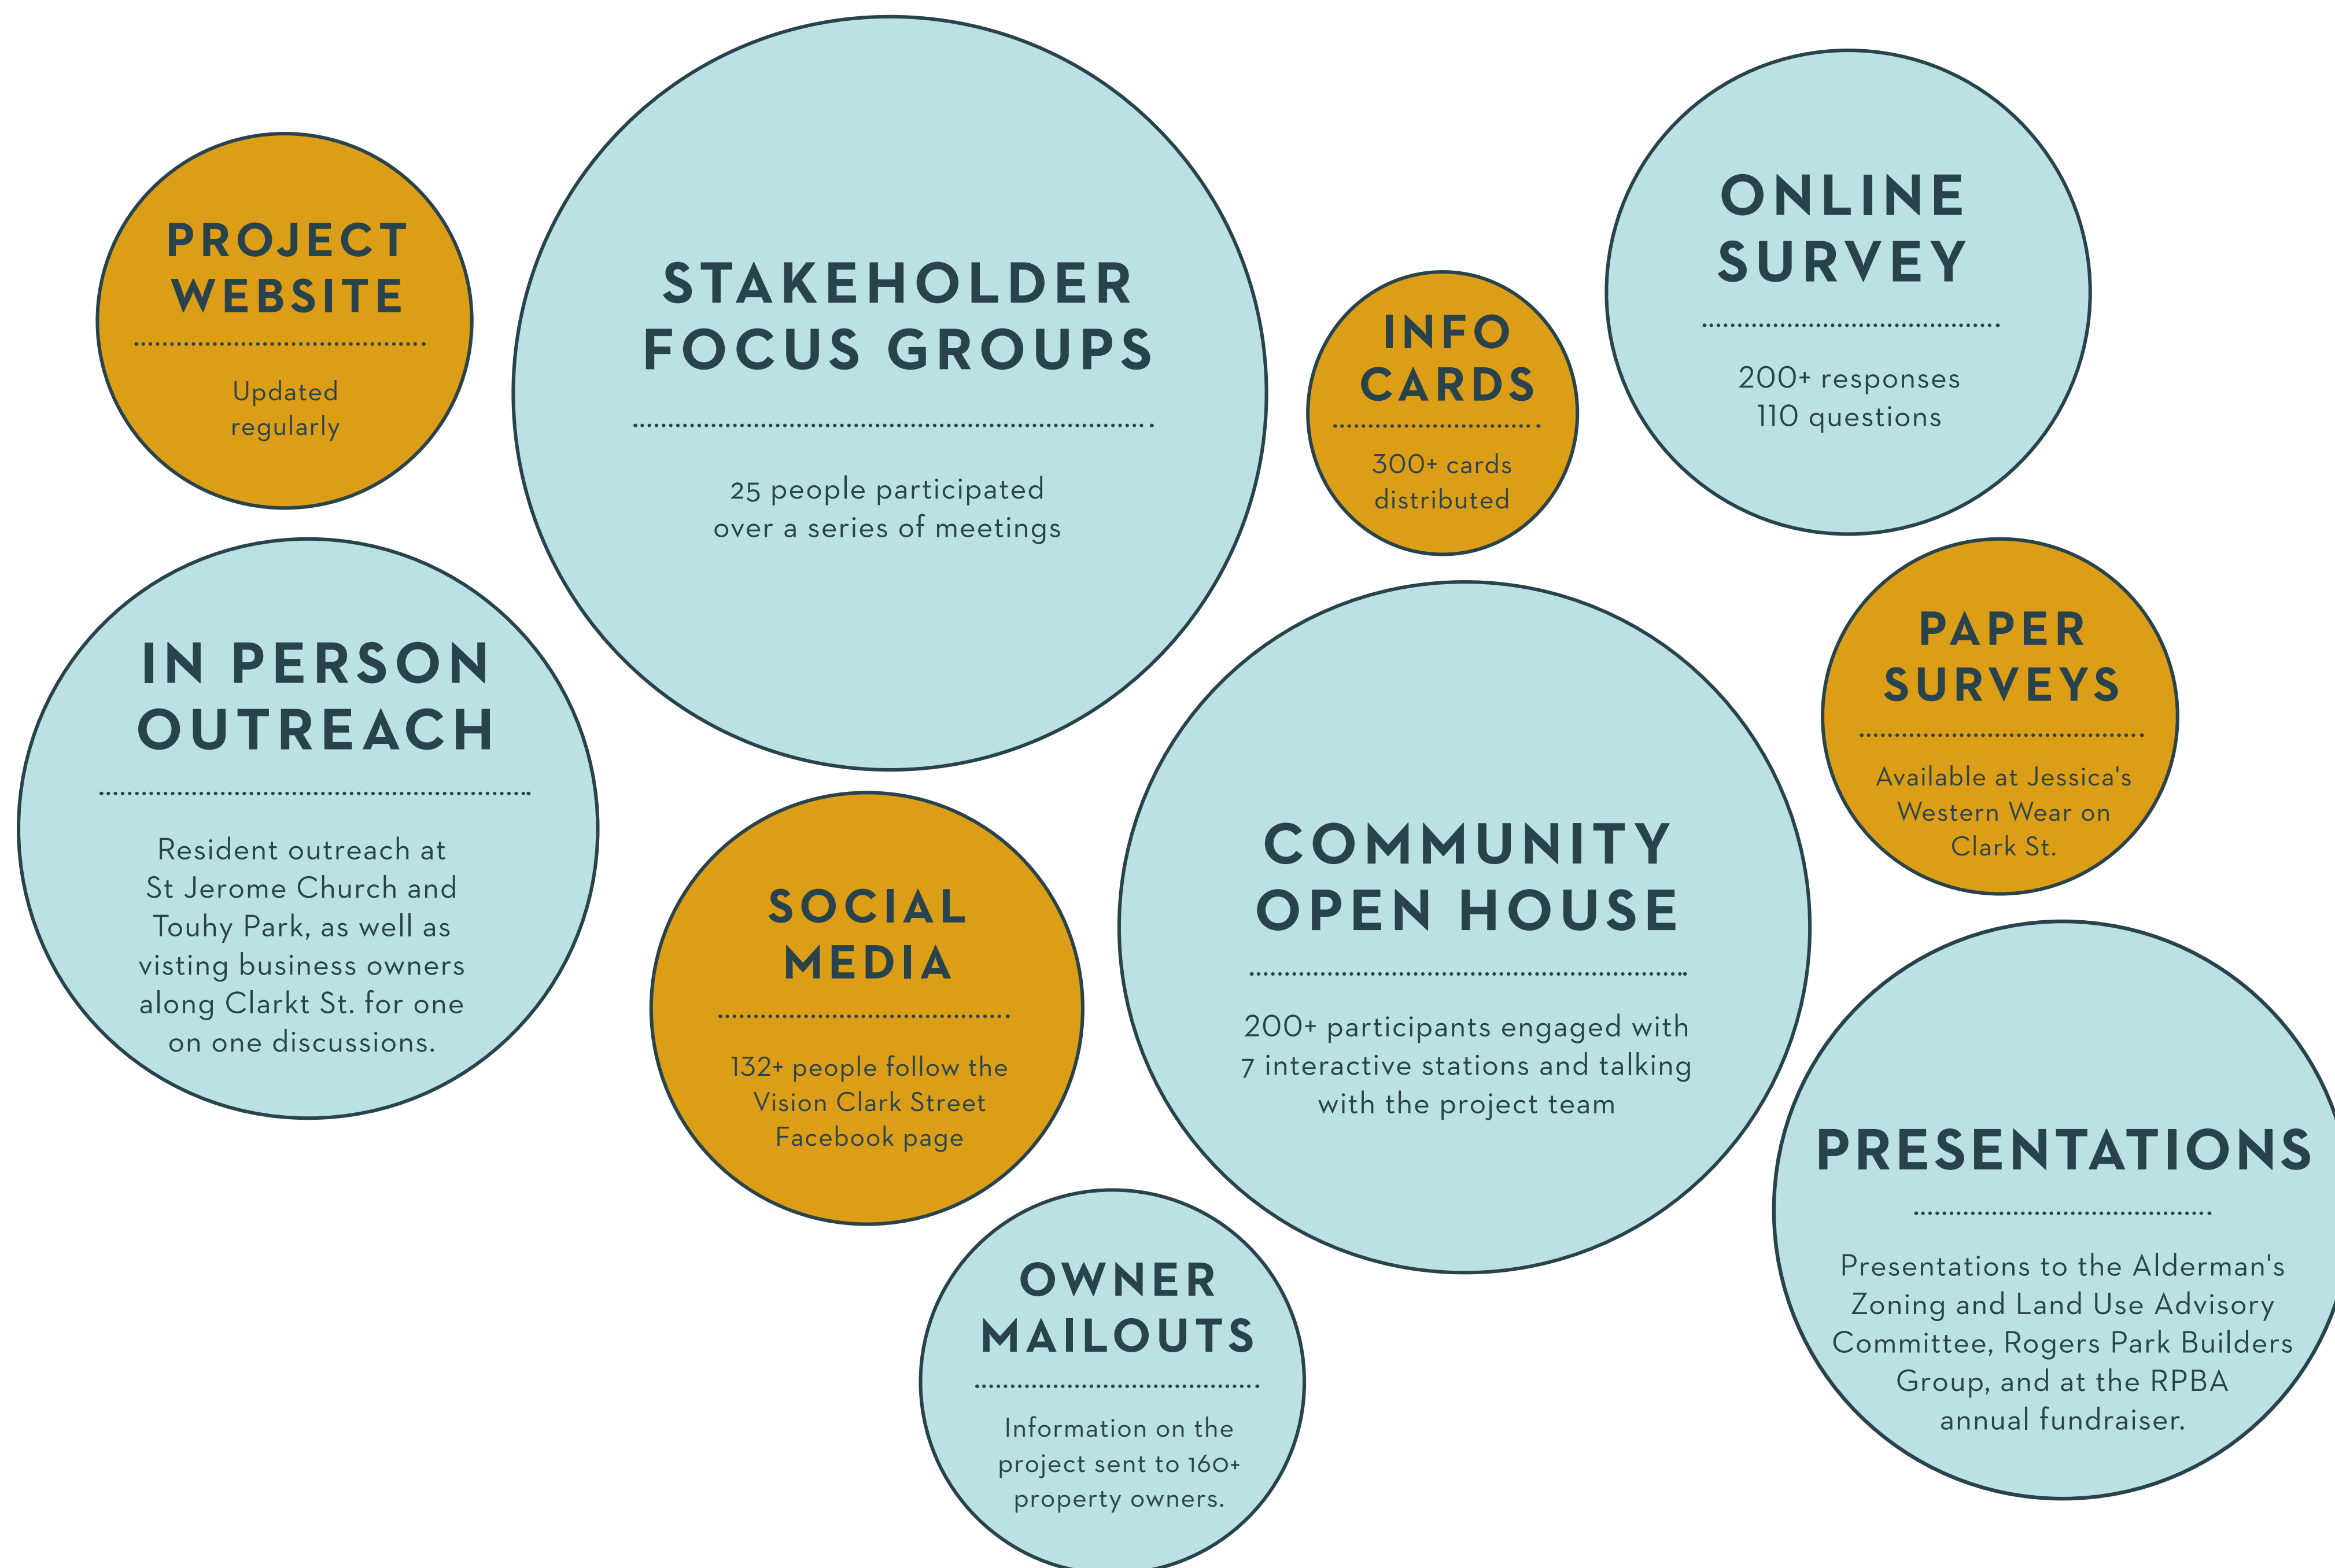 PROJECT
WEBSITE
Updated
regularly
STAKEHOLDER
FOCUS GROUPS
25 people participated
over a series of meetings
INFO
CARDS
300+ cards
distributed
ONLINE
SURVEY
200+ responses
110 questions
IN PERSON
OUTREACH
Resident outreach at
St Jerome Church and
Touhy Park, as well as
visting business owners
along Clarkt St. for one
on one discussions.
SOCIAL
MEDIA
132+ people follow the
Vision Clark Street
Facebook page
COMMUNITY
OPEN HOUSE
200+ participants engaged with
7 interactive stations and talking
with the project team
PAPER
SURVEYS
Available at Jessica's
Western Wear on
Clark St.
OWNER
MAILOUTS
Information on the
project sent to 160+
property owners.
PRESENTATIONS
Presentations to the Alderman's
Zoning and Land Use Advisory
Committee, Rogers Park Builders
Group, and at the RPBA
annual fundraiser.